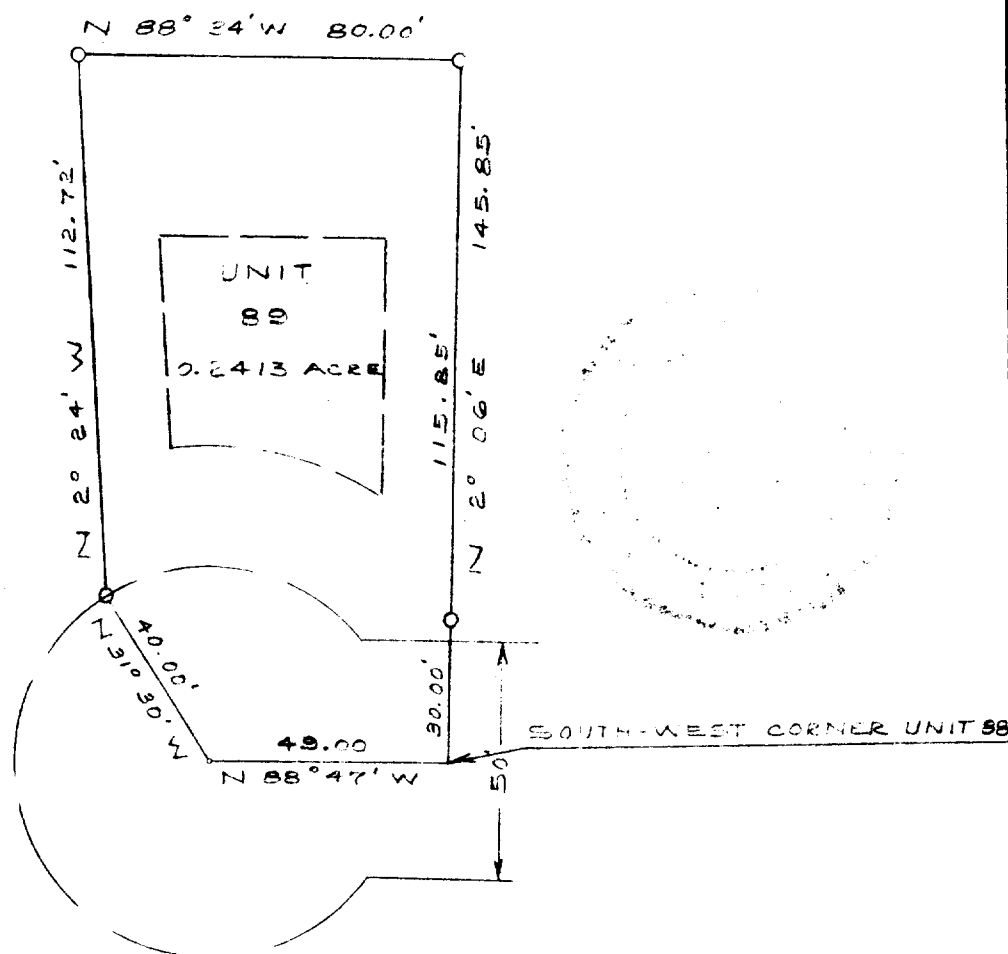 N 88° 24' W 80.00'
112.72'
N 2° 24' W
145.85'
115.85'
N 2° 06' E
UNIT
89
0.2413 ACRE
40.00'
N 31° 30' W
30.00'
49.00
N 88° 47' W
50'
SOUTH-WEST CORNER UNIT 88